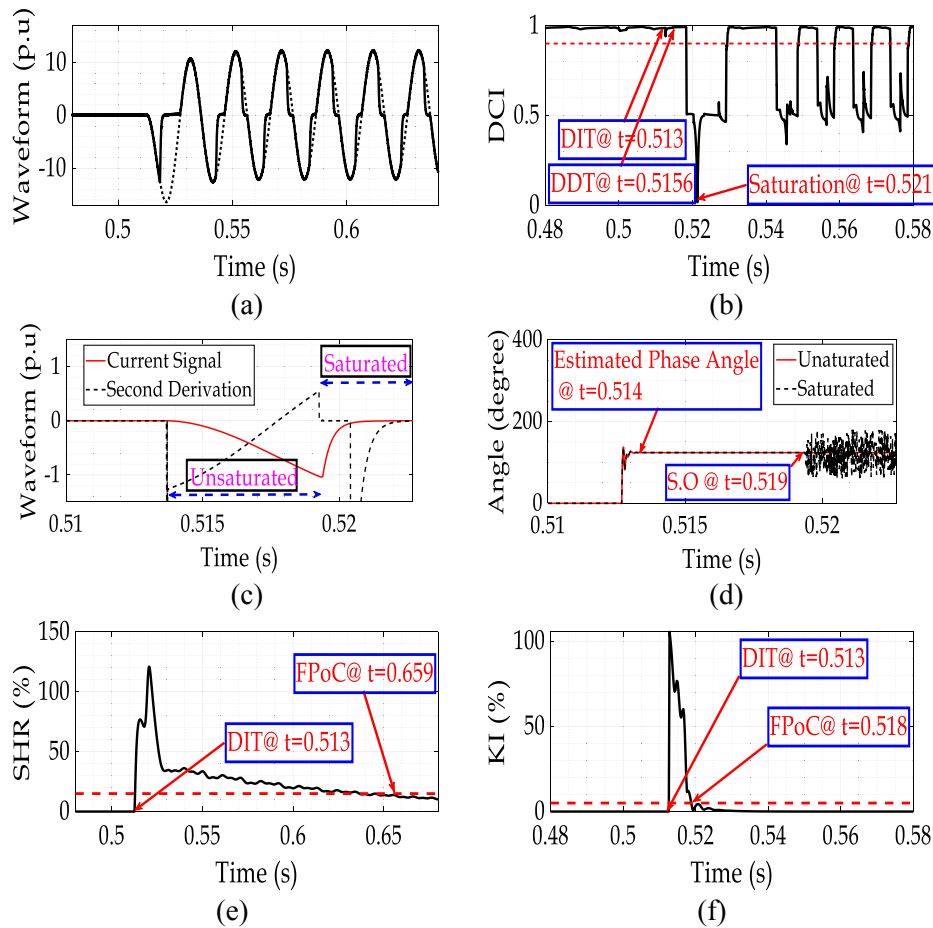 Waveform (p.u)
10
0
-10
0.5
0.55
0.6
Time (s)
(a)
DCI
1
0.5
0
DIT@ t=0.513
DDT@ t=0.5156
Saturation@ t=0.521
0.48
0.5
0.52
0.54
0.56
0.58
Time (s)
(b)
Waveform (p.u)
1
0
-1
Current Signal
Second Derivation
Saturated
Unsaturated
0.51
0.515
0.52
Time (s)
(c)
Angle (degree)
400
200
0
Estimated Phase Angle
@ t=0.514
Unaturated
Saturated
S.O @ t=0.519
0.51
0.515
0.52
Time (s)
(d)
SHR (%)
150
100
50
0
FPoC@ t=0.659
DIT@ t=0.513
0.5
0.55
0.6
0.65
Time (s)
(e)
KI (%)
100
50
0
DIT@ t=0.513
FPoC@ t=0.518
0.48
0.5
0.52
0.54
0.56
0.58
Time (s)
(f)